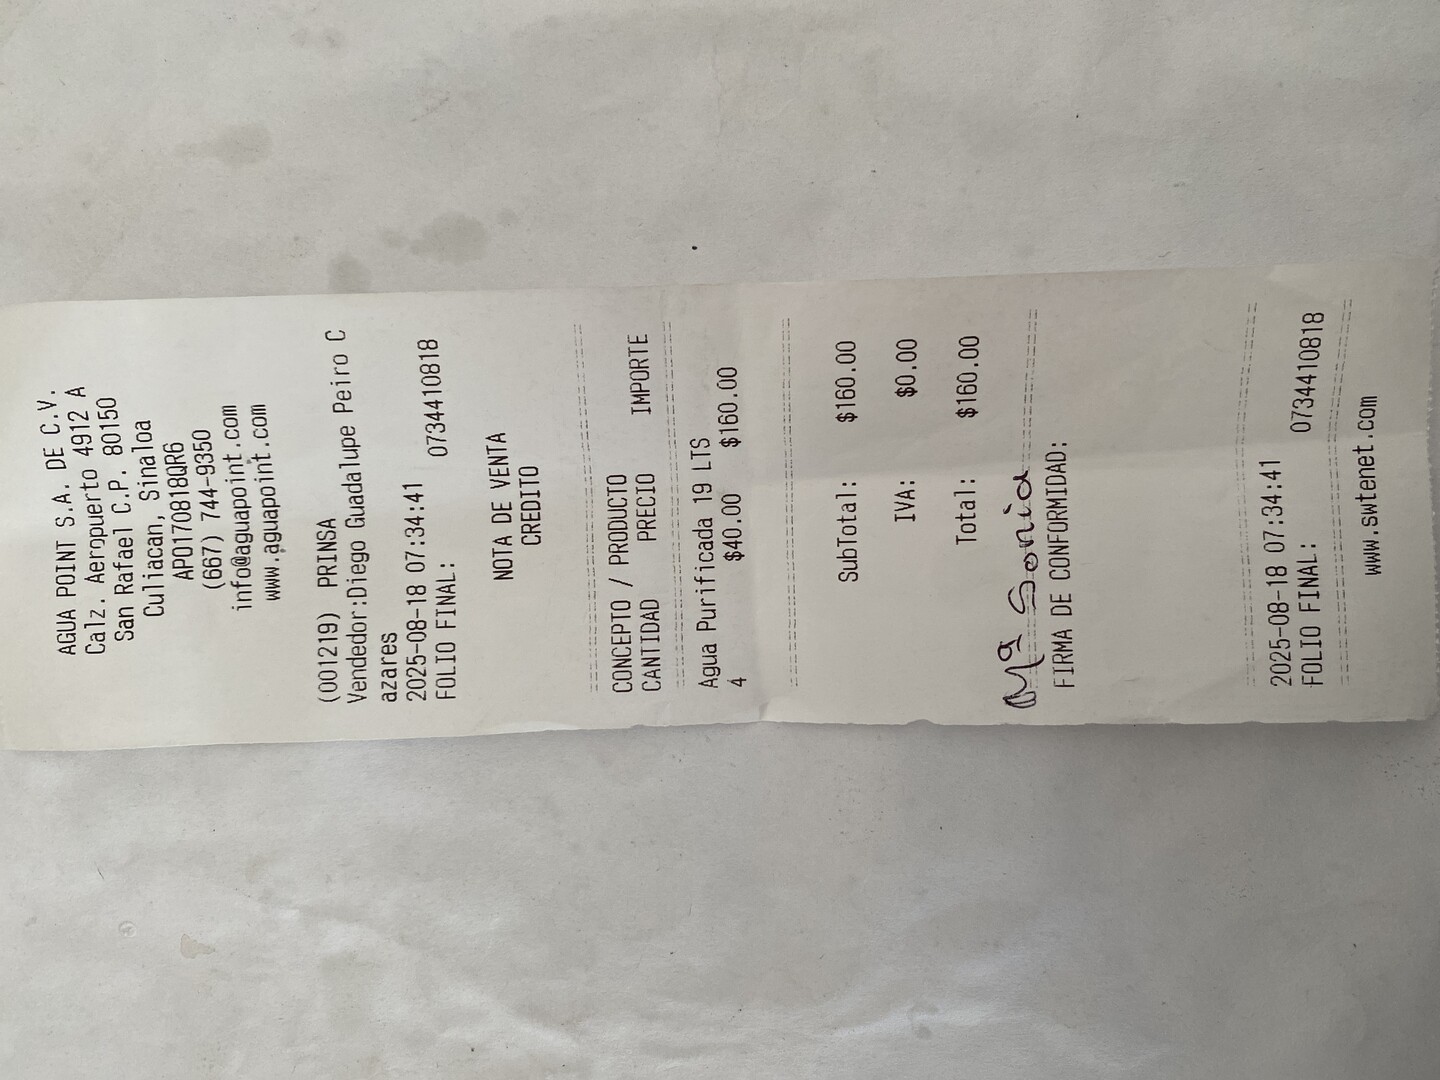 AGUA POINT S.A. DE C.V.
Calz. Aeropuerto 4912 A
San Rafael C.P. 80150
Culiacan, Sinaloa
APO170818QR6
(667) 744-9350
info@aguapoint.com
www.aguapoint.com
(001219) PRINSA
Vendedor:Diego Guadalupe Peiro C
azares
2025-08-18 07:34:41
FOLIO FINAL: 0734410818
NOTA DE VENTA
CREDITO
CONCEPTO / PRODUCTO
CANTIDAD PRECIO IMPORTE
Agua Purificada 19 LTS
4 $40.00 $160.00
SubTotal: $160.00
IVA: $0.00
Total: $160.00
Mª Sonia
FIRMA DE CONFORMIDAD:
2025-08-18 07:34:41
FOLIO FINAL: 0734410818
www.swtenet.com